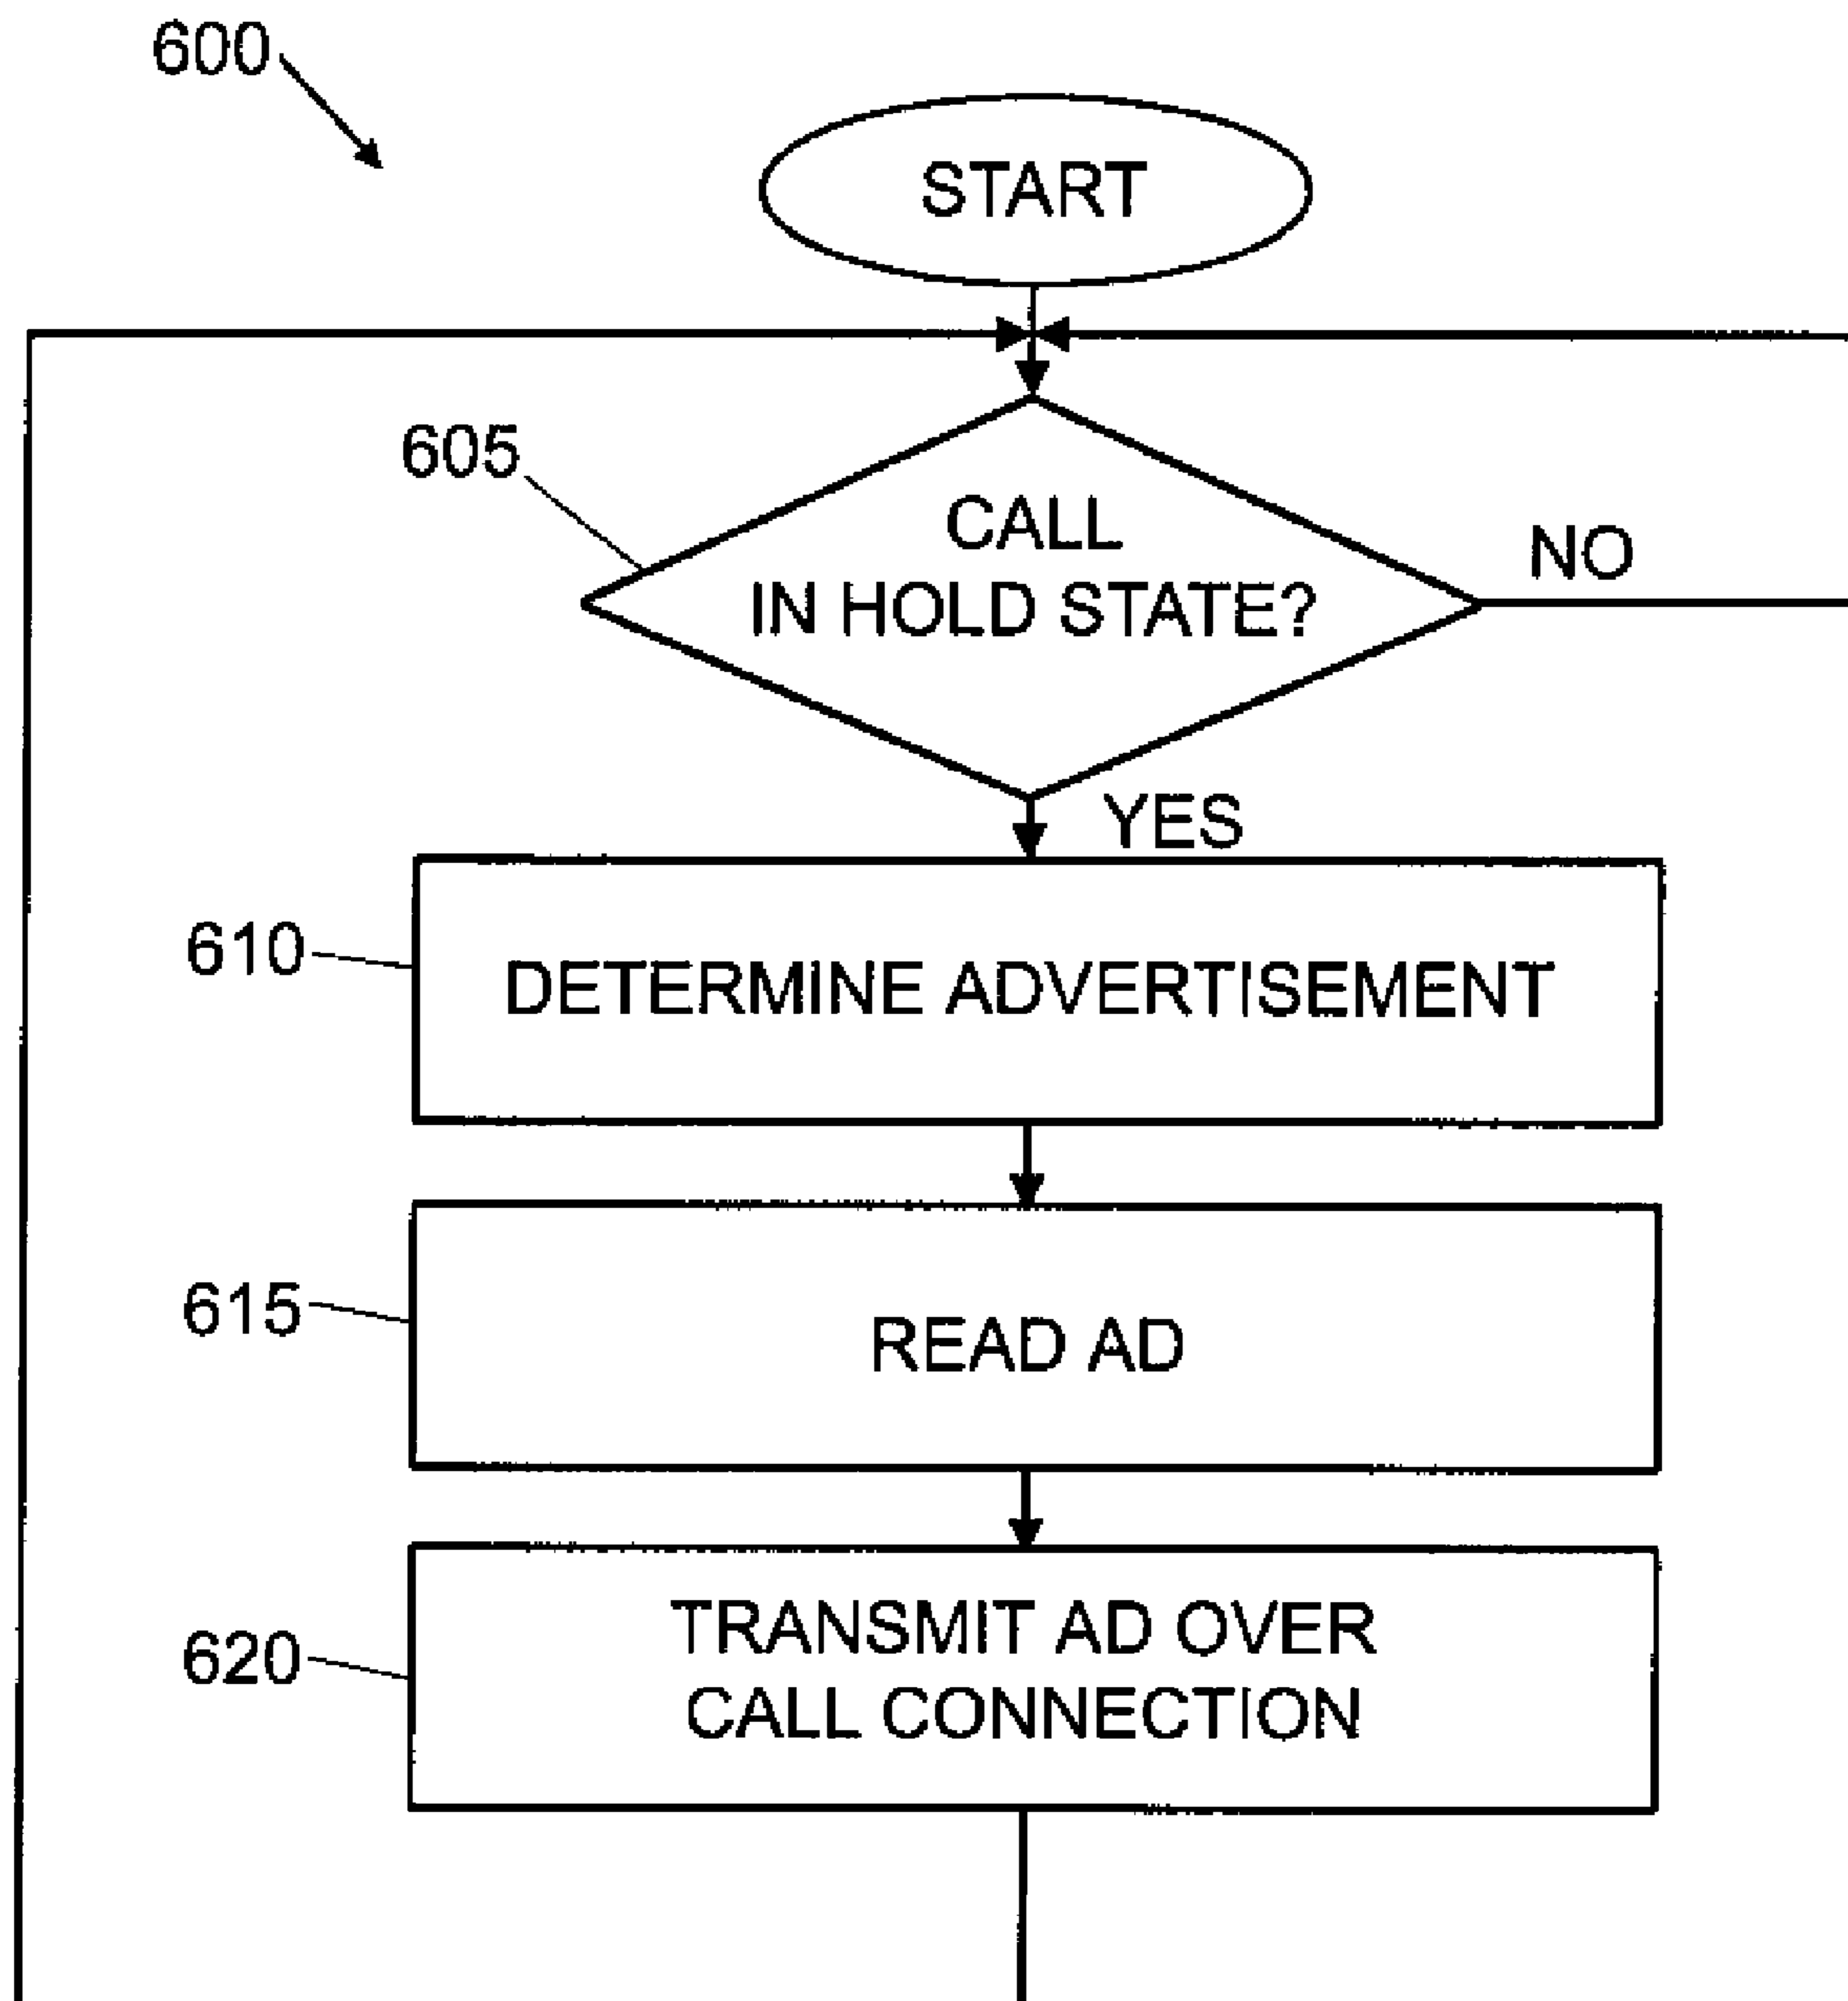 600
START
605
CALL
IN HOLD STATE?
NO
YES
610
DETERMINE ADVERTISEMENT
615
READ AD
620
TRANSMIT AD OVER
CALL CONNECTION